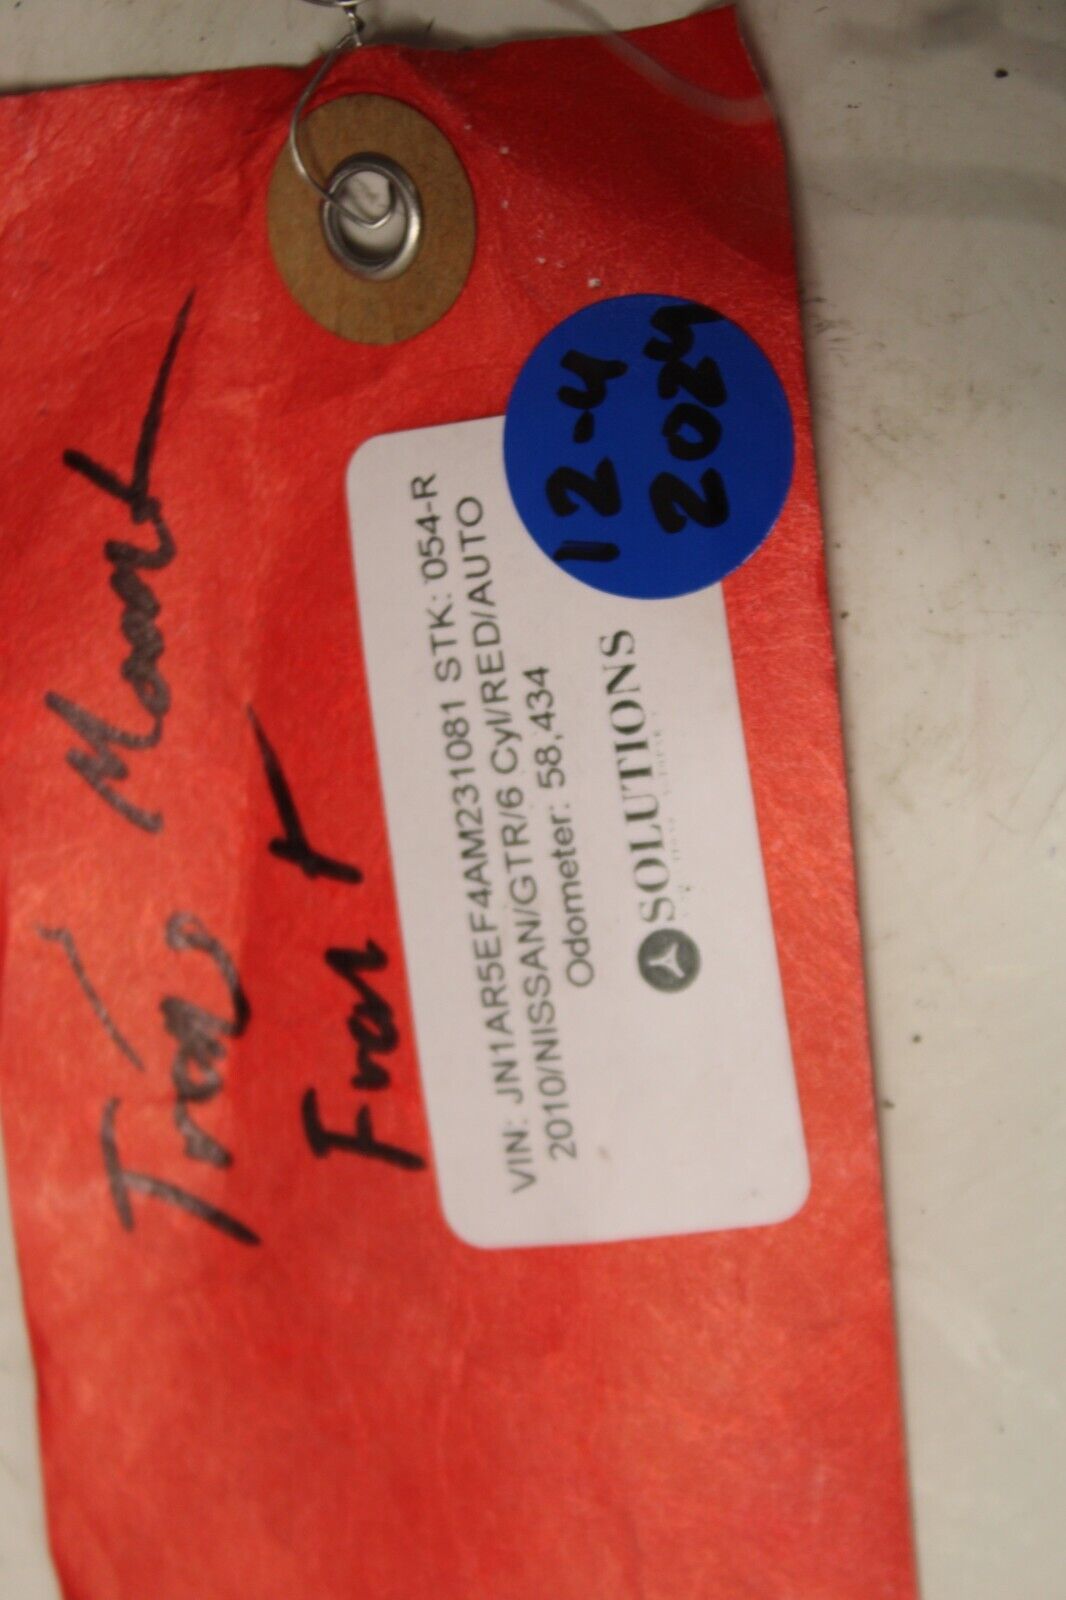 Trans Mount
Front
VIN: JN1AR5EF4AM231081 STK: 054-R
2010/NISSAN/GTR/6 Cyl/RED/AUTO
Odometer: 58,434
SOLUTIONS
12-4
2024